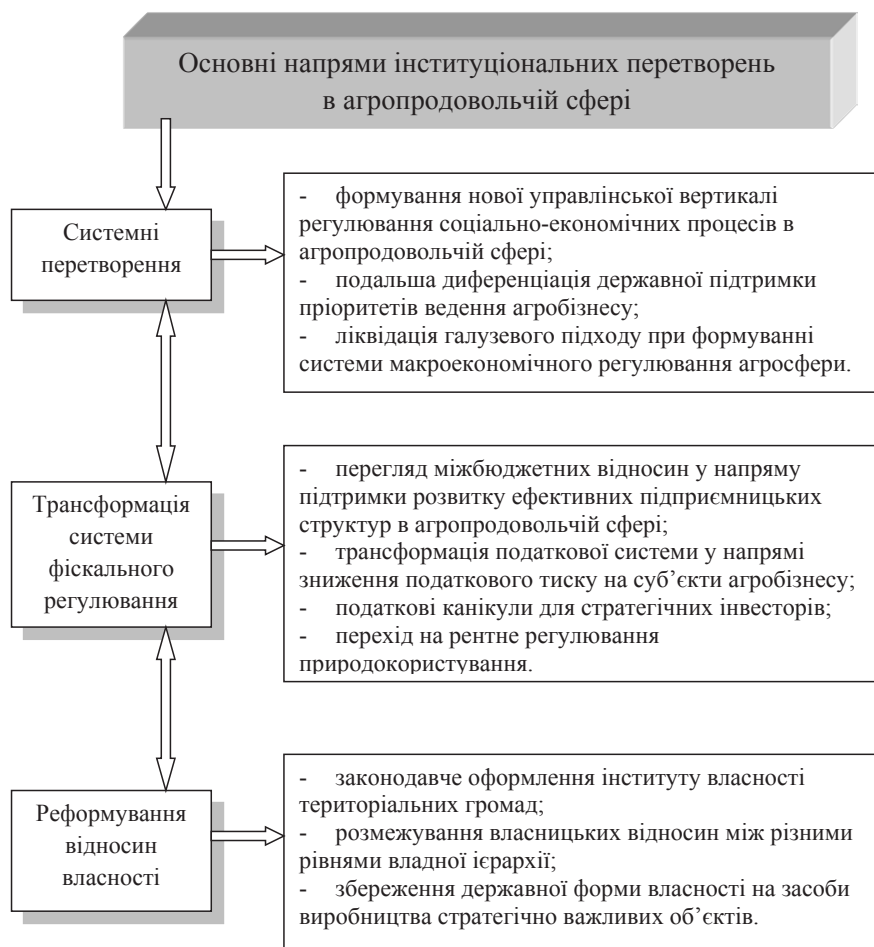 Основні напрями інституціональних перетворень
в агропродовольчій сфері
Системні
перетворення
- формування нової управлінської вертикалі
регулювання соціально-економічних процесів в
агропродовольчій сфері;
- подальша диференціація державної підтримки
пріоритетів ведення агробізнесу;
- ліквідація галузевого підходу при формуванні
системи макроекономічного регулювання агросфери.
Трансформація
системи
фіскального
регулювання
- перегляд міжбюджетних відносин у напряму
підтримки розвитку ефективних підприємницьких
структур в агропродовольчій сфері;
- трансформація податкової системи у напрямі
зниження податкового тиску на суб’єкти агробізнесу;
- податкові канікули для стратегічних інвесторів;
- перехід на рентне регулювання
природокористування.
Реформування
відносин
власності
- законодавче оформлення інституту власності
територіальних громад;
- розмежування власницьких відносин між різними
рівнями владної ієрархії;
- збереження державної форми власності на засоби
виробництва стратегічно важливих об’єктів.